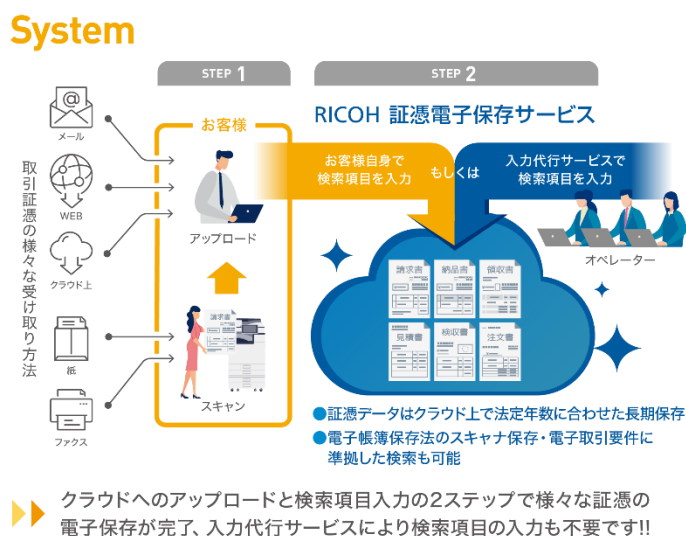 System
STEP 1
STEP 2
取引証憑の様々な受け取り方法
メール
WEB
クラウド上
紙
ファクス
お客様
アップロード
請求書
スキャン
RICOH 証憑電子保存サービス
お客様自身で
検索項目を入力
もしくは
入力代行サービスで
検索項目を入力
オペレーター
請求書
納品書
領収書
見積書
検収書
注文書
●証憑データはクラウド上で法定年数に合わせた長期保存
●電子帳簿保存法のスキャナ保存・電子取引要件に
準拠した検索も可能
クラウドへのアップロードと検索項目入力の2ステップで様々な証憑の
電子保存が完了、入力代行サービスにより検索項目の入力も不要です!!